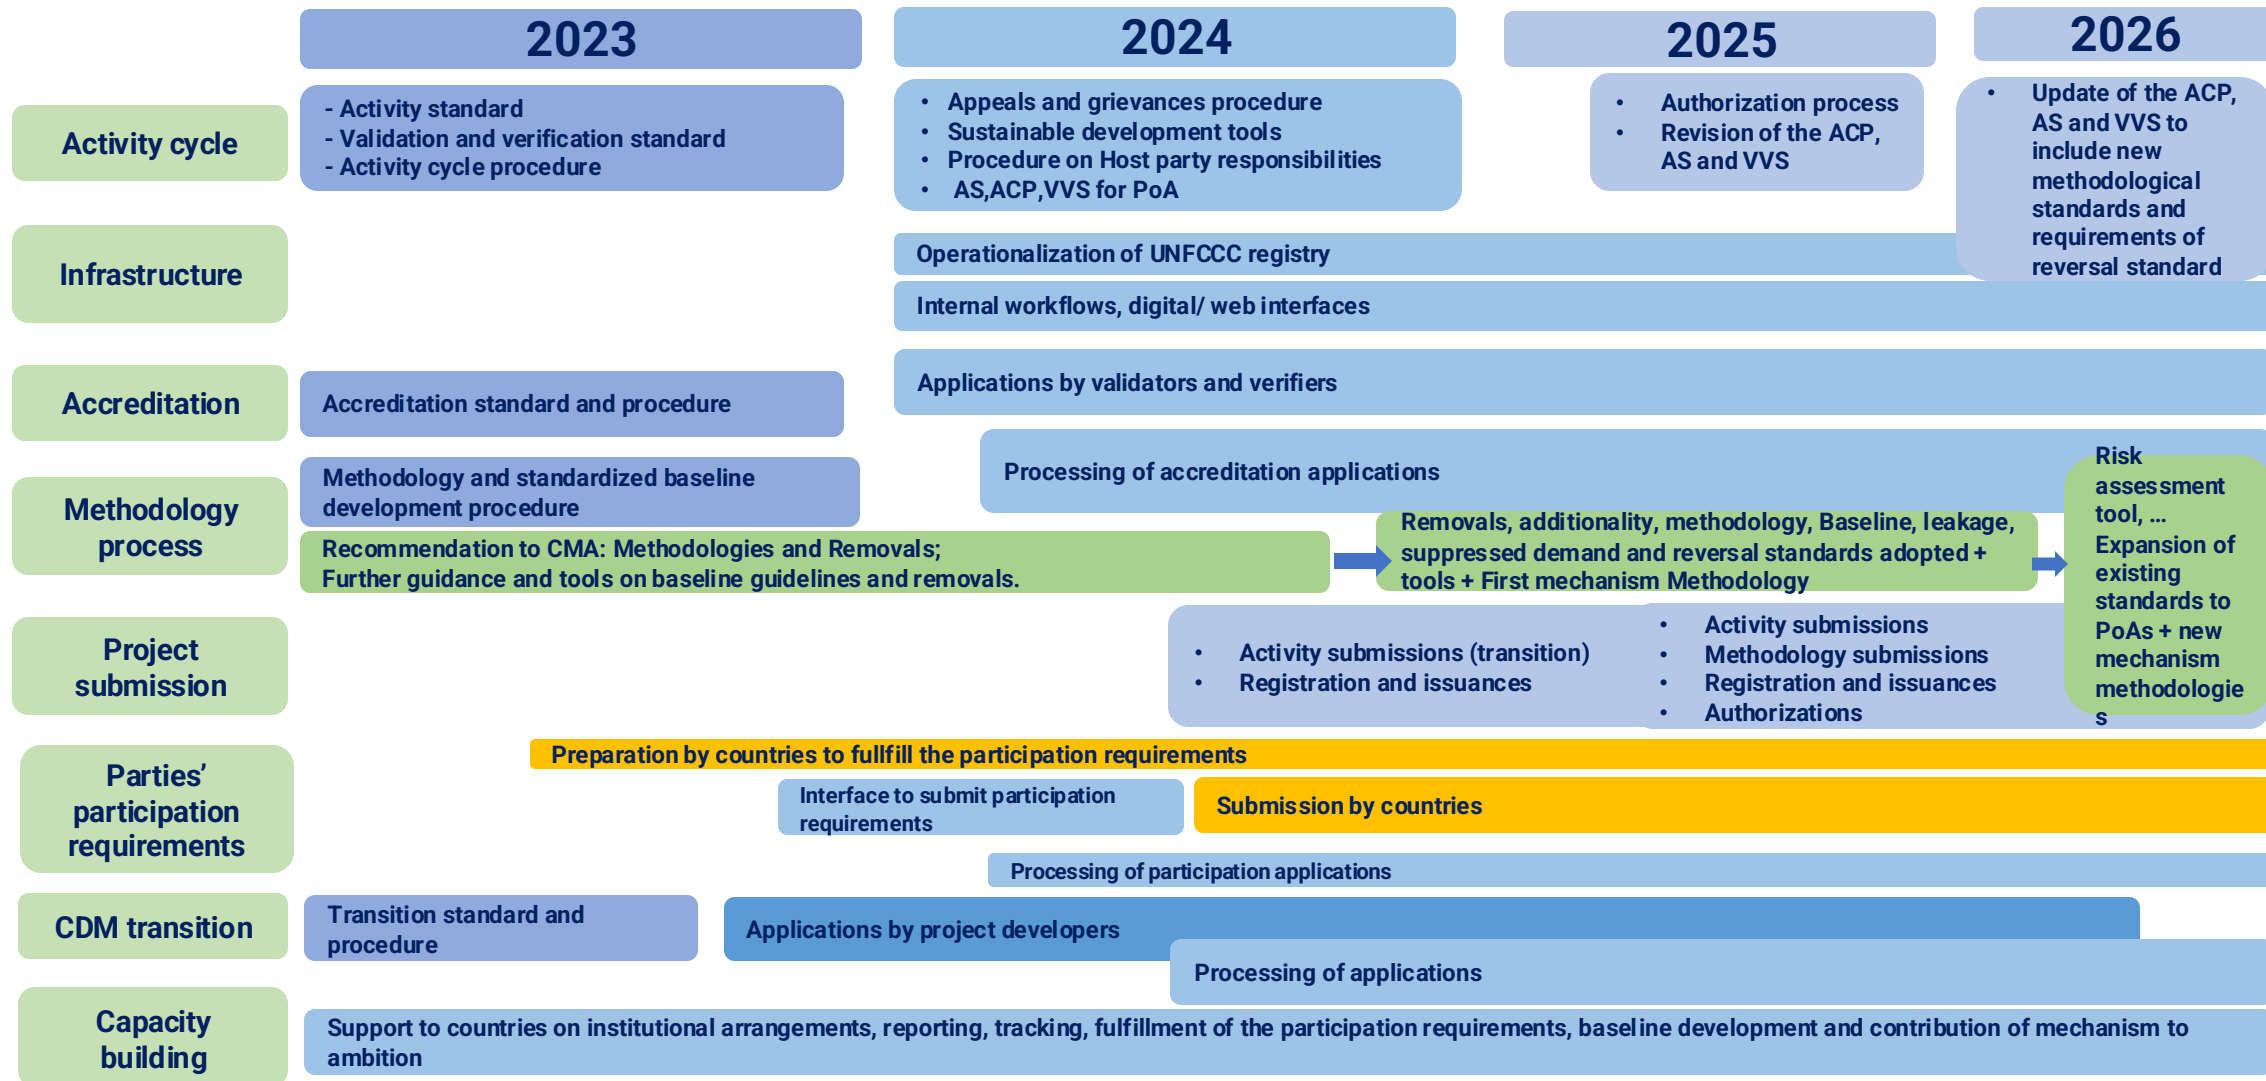 2023
2024
2025
2026
Activity cycle
- Activity standard
- Validation and verification standard
- Activity cycle procedure
• Appeals and grievances procedure
• Sustainable development tools
• Procedure on Host party responsibilities
• AS,ACP,VVS for PoA
• Authorization process
• Revision of the ACP,
AS and VVS
• Update of the ACP,
AS and VVS to
include new
methodological
standards and
requirements of
reversal standard
Infrastructure
Operationalization of UNFCCC registry
Internal workflows, digital/ web interfaces
Accreditation
Accreditation standard and procedure
Applications by validators and verifiers
Processing of accreditation applications
Methodology
process
Methodology and standardized baseline
development procedure
Recommendation to CMA: Methodologies and Removals;
Further guidance and tools on baseline guidelines and removals.
Removals, additionality, methodology, Baseline, leakage,
suppressed demand and reversal standards adopted +
tools + First mechanism Methodology
Risk
assessment
tool, ...
Expansion of
existing
standards to
PoAs + new
mechanism
methodologie
s
Project
submission
• Activity submissions (transition)
• Registration and issuances
• Activity submissions
• Methodology submissions
• Registration and issuances
• Authorizations
Parties’
participation
requirements
Preparation by countries to fullfill the participation requirements
Interface to submit participation
requirements
Submission by countries
Processing of participation applications
CDM transition
Transition standard and
procedure
Applications by project developers
Processing of applications
Capacity
building
Support to countries on institutional arrangements, reporting, tracking, fulfillment of the participation requirements, baseline development and contribution of mechanism to
ambition